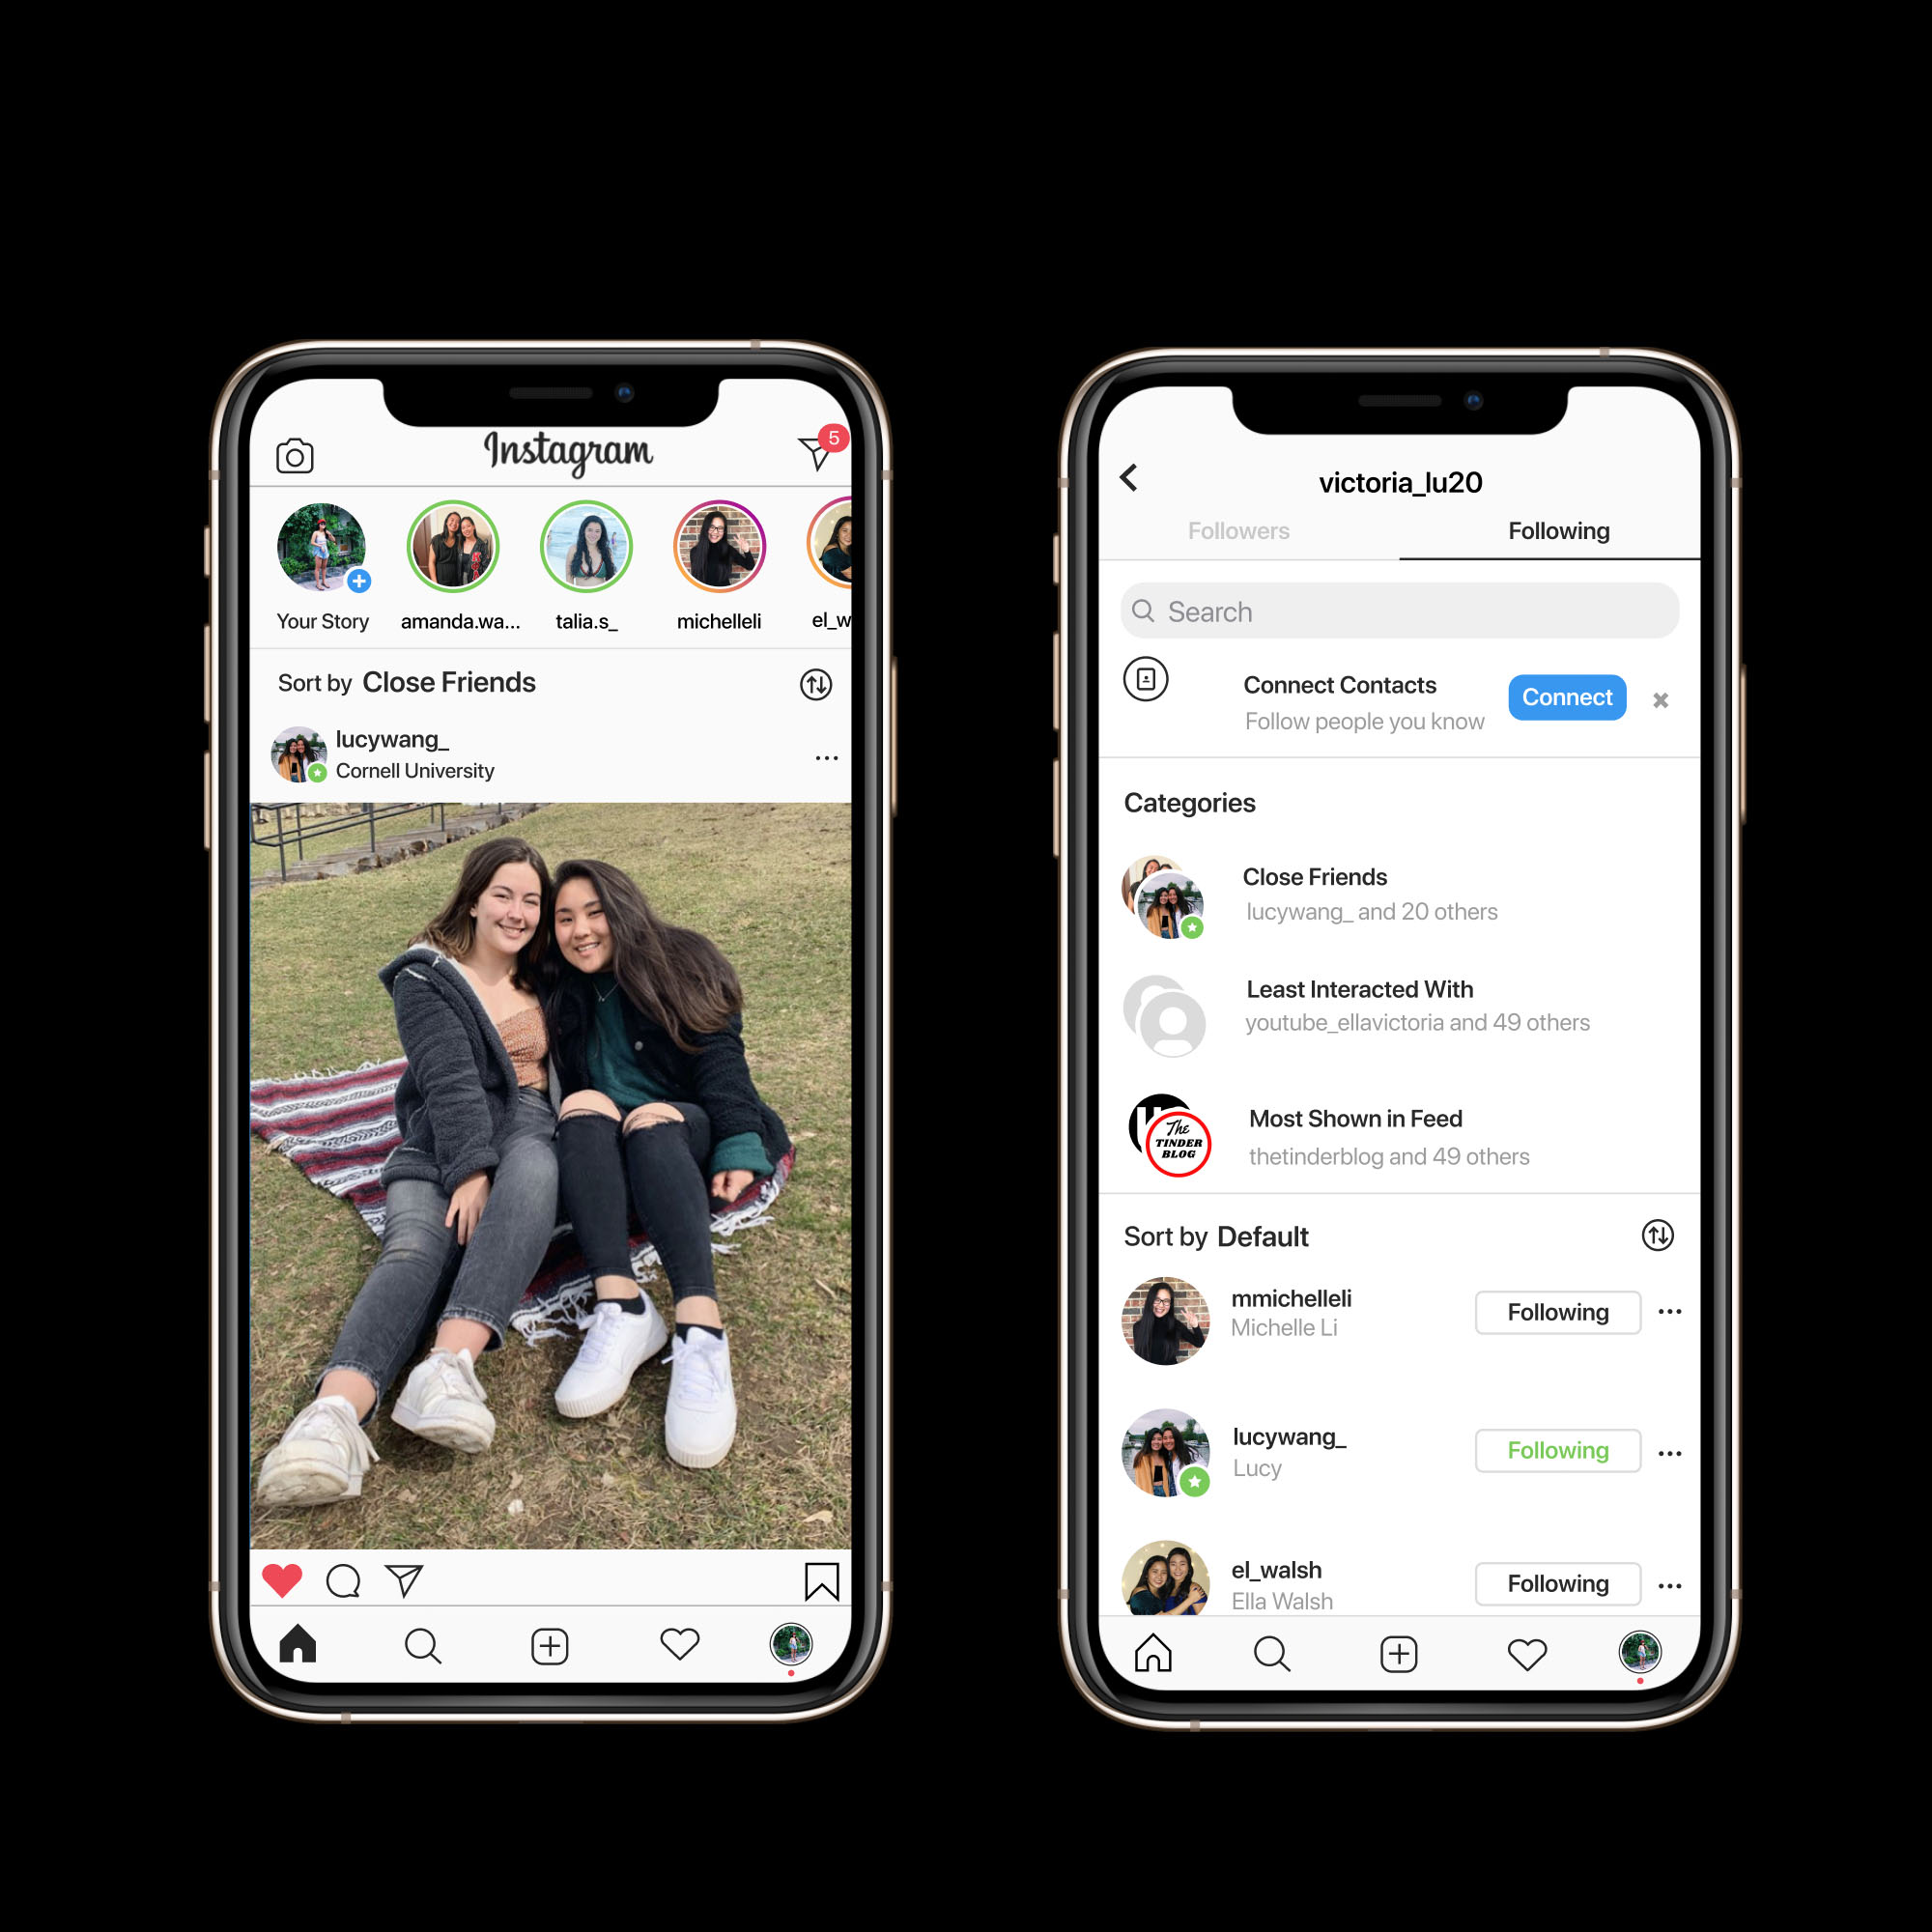 Instagram
5
Your Story
amanda.wa...
talia.s_
michelleli
el_w
Sort by Close Friends
lucywang_
Cornell University
victoria_lu20
Followers
Following
Search
Connect Contacts
Follow people you know
Connect
Categories
Close Friends
lucywang_ and 20 others
Least Interacted With
youtube_ellavictoria and 49 others
The
TINDER
BLOG
Most Shown in Feed
thetinderblog and 49 others
Sort by Default
mmichelleli
Michelle Li
Following
lucywang_
Lucy
Following
el_walsh
Ella Walsh
Following